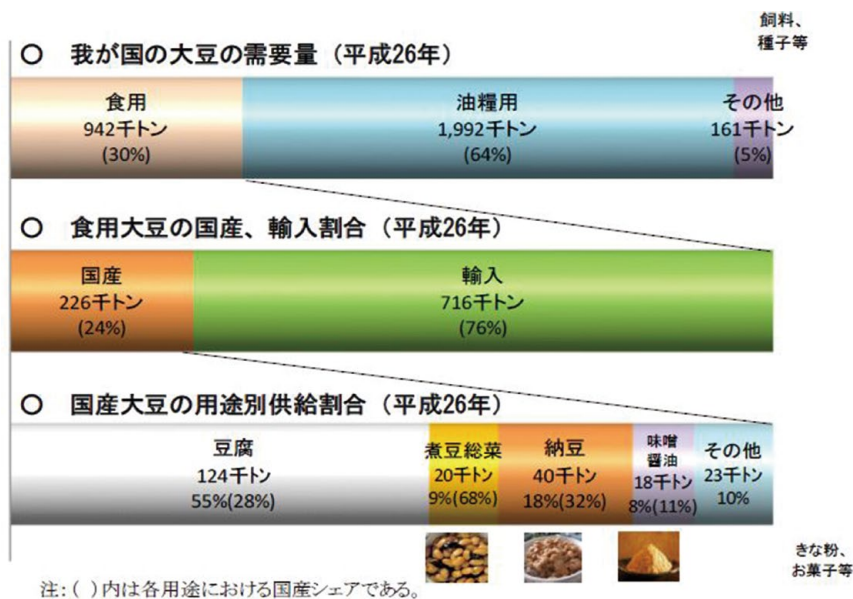 飼料、
種子等
○ 我が国の大豆の需要量（平成26年）
食用
942千トン
(30%)
油糧用
1,992千トン
(64%)
その他
161千トン
(5%)
○ 食用大豆の国産、輸入割合（平成26年）
国産
226千トン
(24%)
輸入
716千トン
(76%)
○ 国産大豆の用途別供給割合（平成26年）
豆腐
124千トン
55%(28%)
煮豆総菜
20千トン
9%(68%)
納豆
40千トン
18%(32%)
味噌
醤油
18千トン
8%(11%)
その他
23千トン
10%
きな粉、
お菓子等
注：( )内は各用途における国産シェアである。